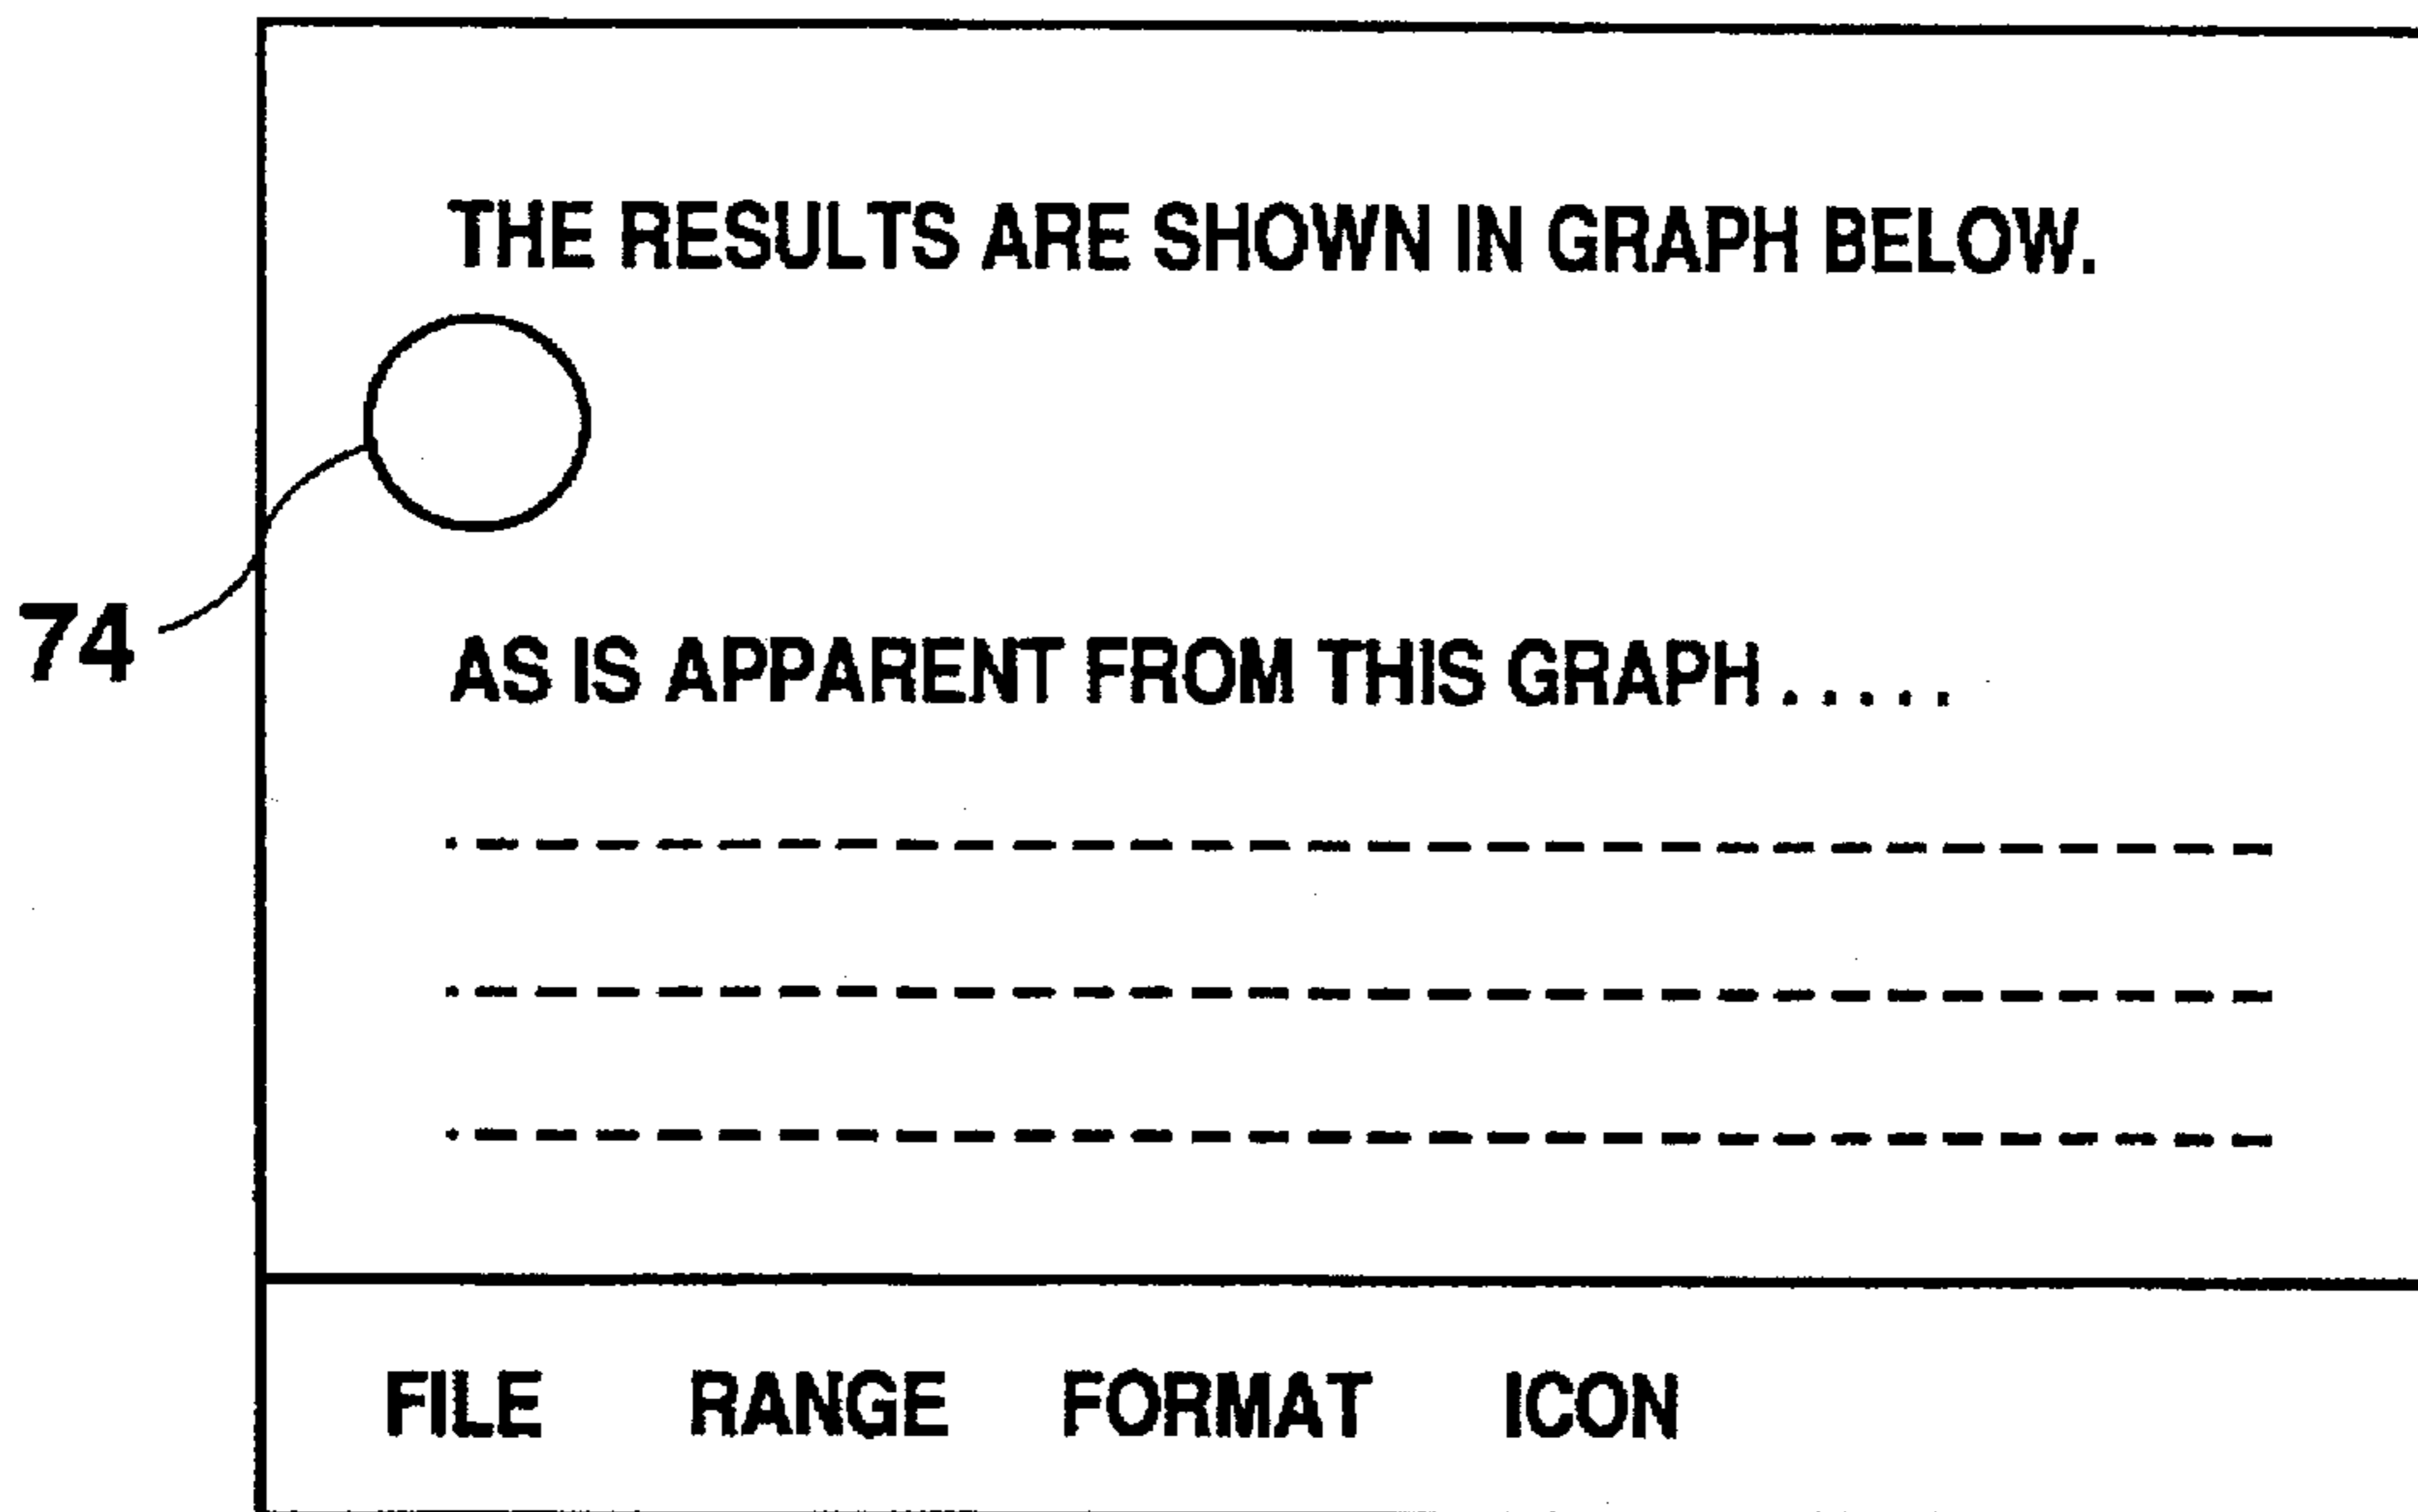 THE RESULTS ARE SHOWN IN GRAPH BELOW.
74
AS IS APPARENT FROM THIS GRAPH.....
FILE RANGE FORMAT ICON